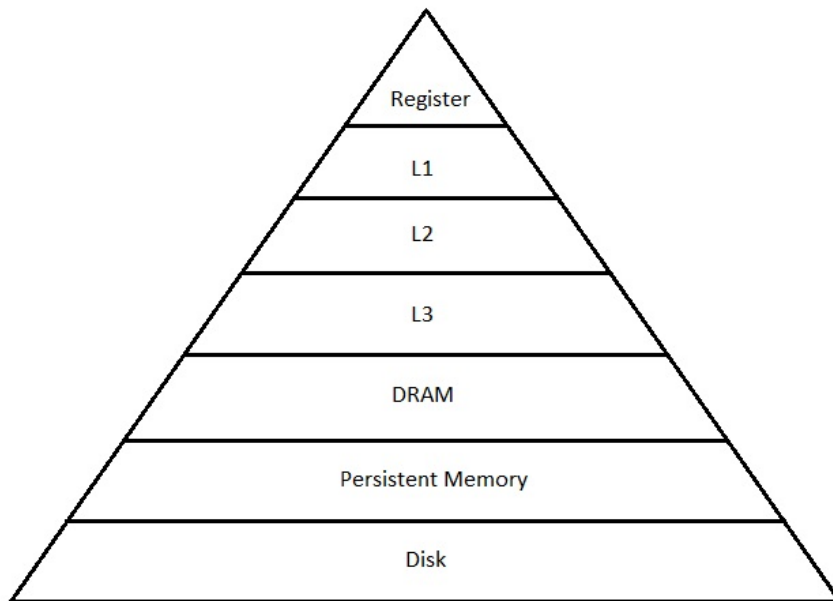 Register
L1
L2
L3
DRAM
Persistent Memory
Disk